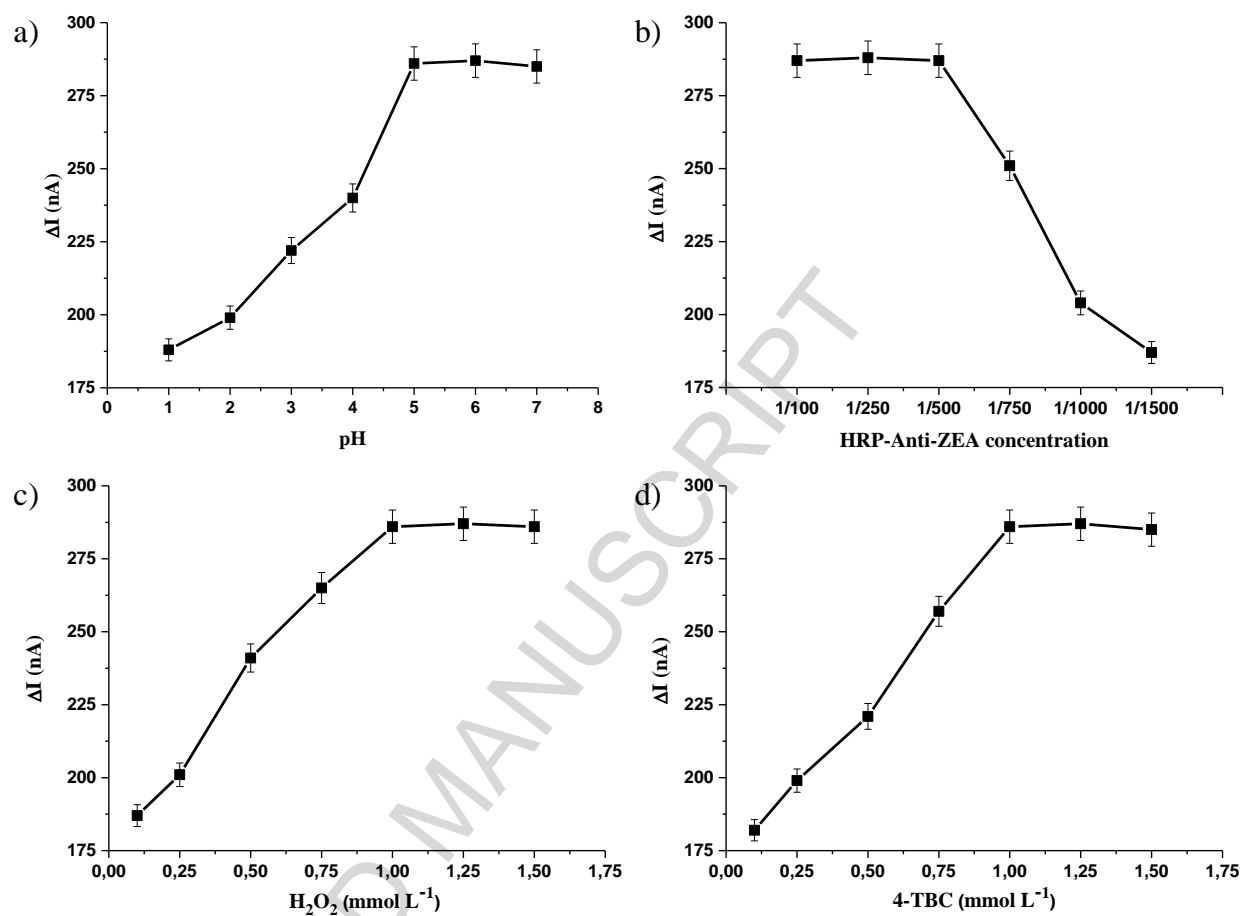 a)
300
275
250
225
200
175
ΔI (nA)
0 1 2 3 4 5 6 7 8
pH
b)
300
275
250
225
200
175
ΔI (nA)
1/100 1/250 1/500 1/750 1/1000 1/1500
HRP-Anti-ZEA concentration
c)
300
275
250
225
200
175
ΔI (nA)
0,00 0,25 0,50 0,75 1,00 1,25 1,50 1,75
H₂O₂ (mmol L⁻¹)
d)
300
275
250
225
200
175
ΔI (nA)
0,00 0,25 0,50 0,75 1,00 1,25 1,50 1,75
4-TBC (mmol L⁻¹)
D MANUSCRIPT